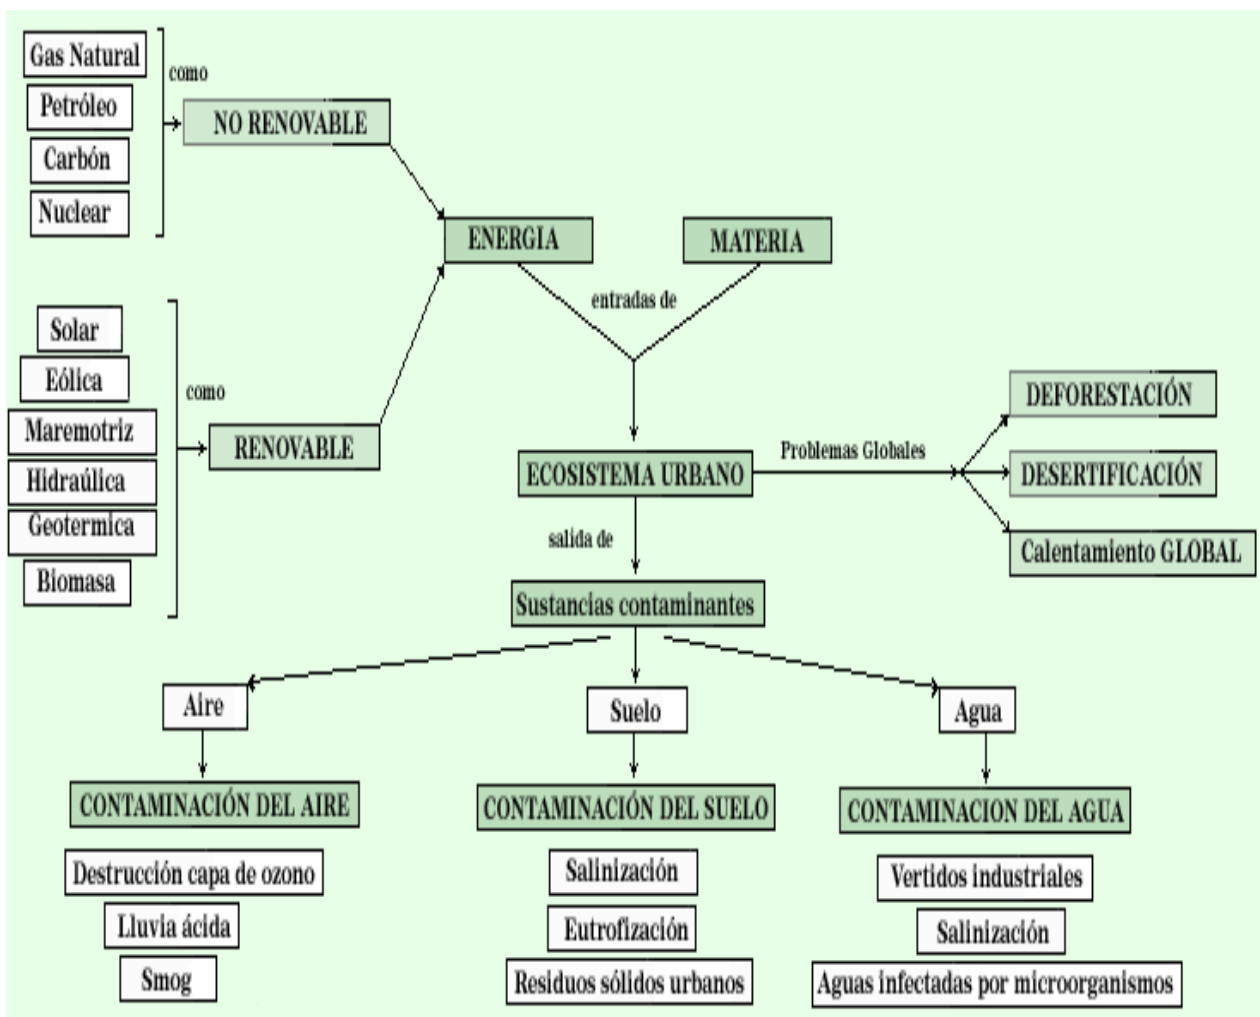 Gas Natural
como
Petróleo
NO RENOVABLE
Carbón
Nuclear
ENERGIA
MATERIA
entradas de
Solar
Eólica
como
Maremotriz
RENOVABLE
Hidraúlica
Geotermica
Biomasa
DEFORESTACIÓN
Problemas Globales
ECOSISTEMA URBANO
DESERTIFICACIÓN
salida de
Calentamiento GLOBAL
Sustancias contaminantes
Aire
Suelo
Agua
CONTAMINACIÓN DEL AIRE
CONTAMINACIÓN DEL SUELO
CONTAMINACION DEL AGUA
Destrucción capa de ozono
Lluvia ácida
Smog
Salinización
Eutrofización
Residuos sólidos urbanos
Vertidos industriales
Salinización
Aguas infectadas por microorganismos